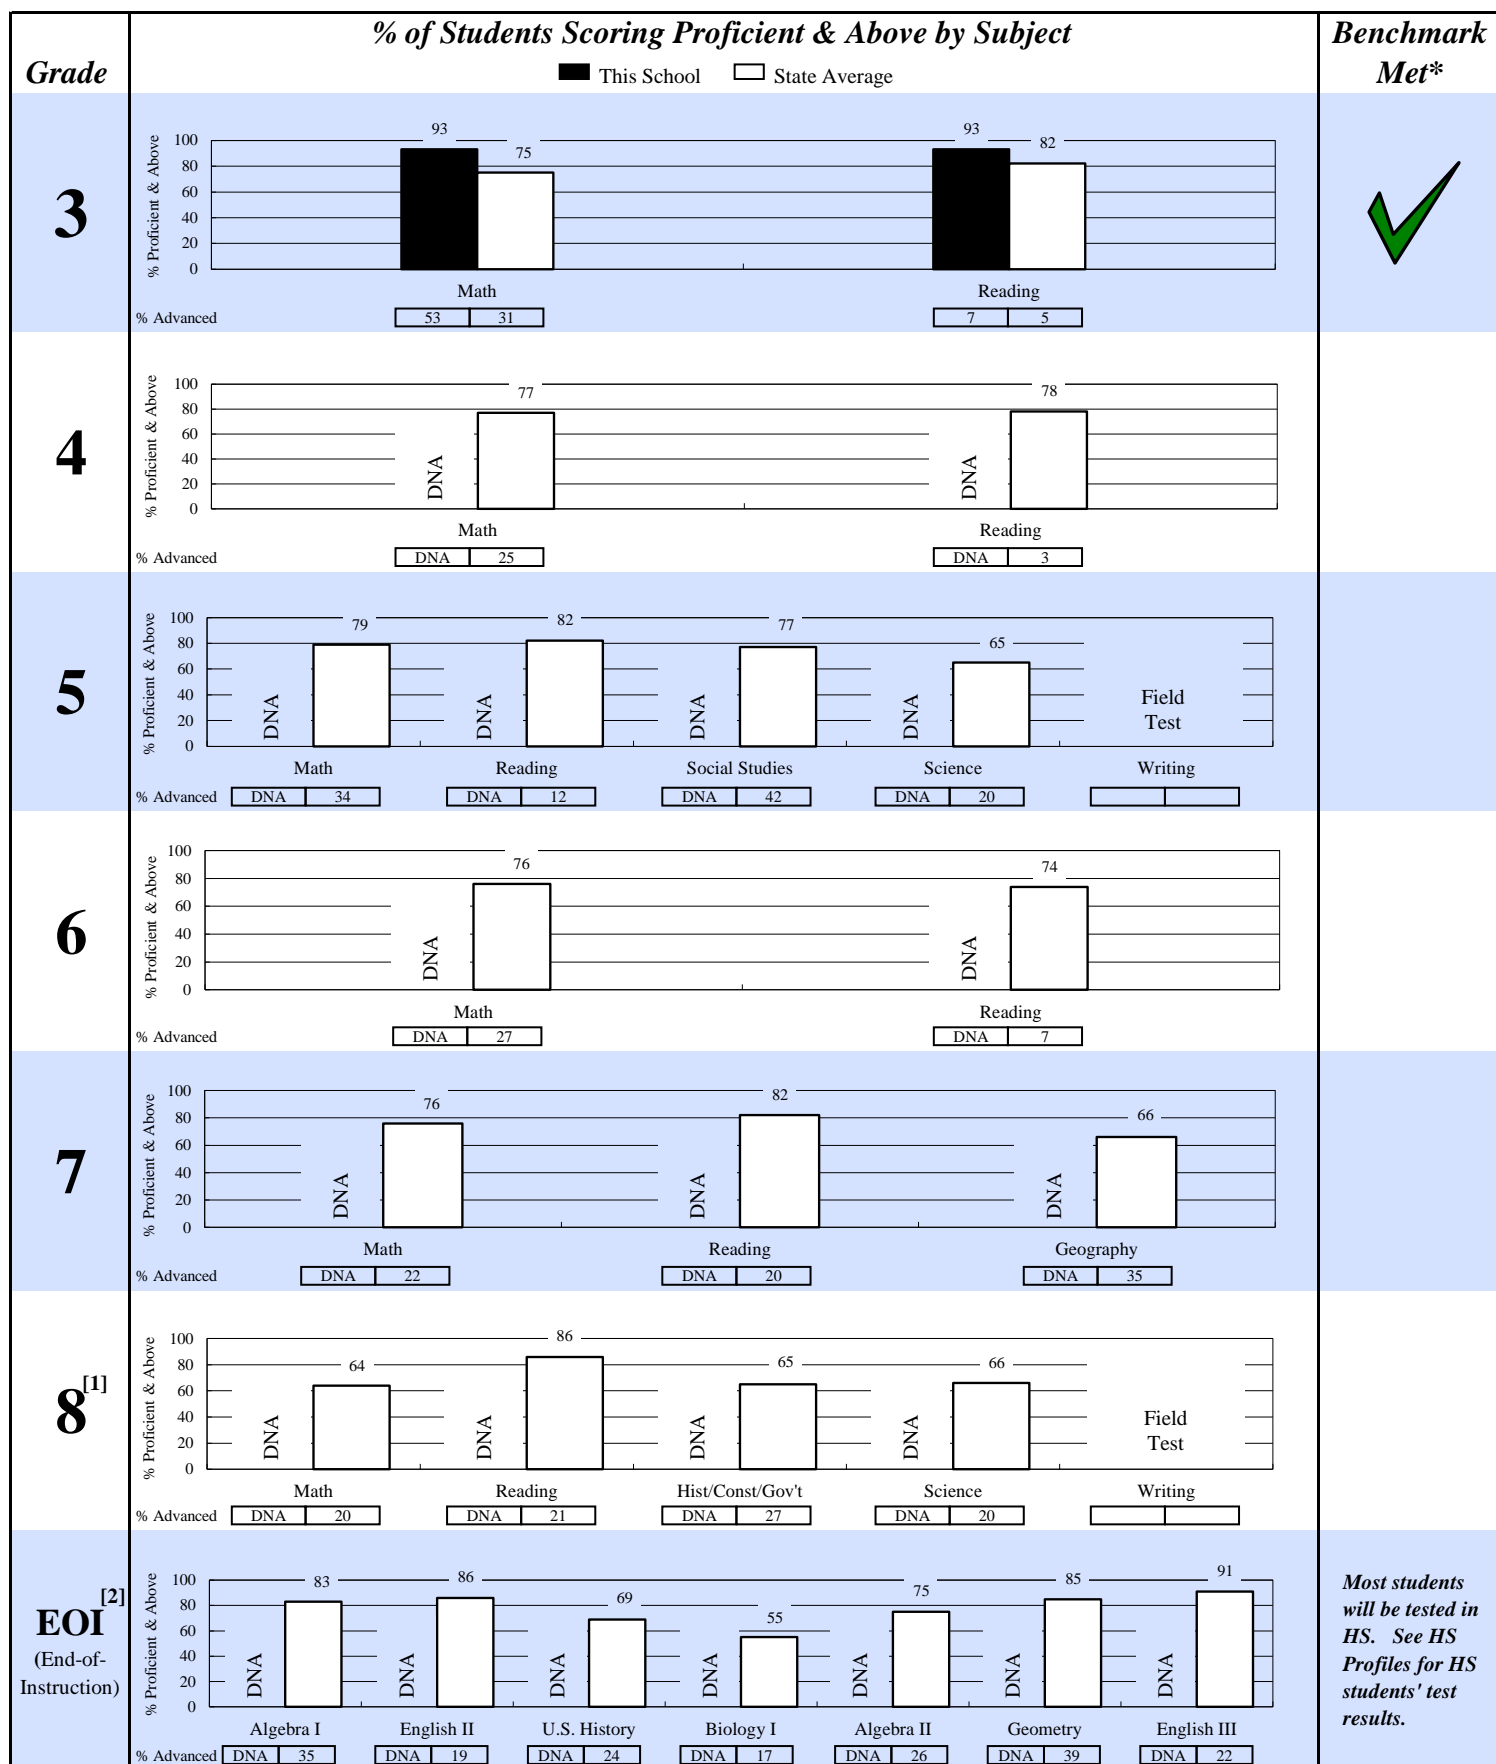 % of Students Scoring Proficient & Above by Subject
Benchmark
Met*
Grade
This School State Average
3
% Proficient & Above
100
80
60
40
20
0
93
75
93
82
Math Reading
% Advanced 53 31 7 5
4
% Proficient & Above
100
80
60
40
20
0
DNA
77
DNA
78
Math Reading
% Advanced DNA 25 DNA 3
5
% Proficient & Above
100
80
60
40
20
0
DNA
79
DNA
82
DNA
77
DNA
65
Field
Test
Math Reading Social Studies Science Writing
% Advanced DNA 34 DNA 12 DNA 42 DNA 20
6
% Proficient & Above
100
80
60
40
20
0
DNA
76
DNA
74
Math Reading
% Advanced DNA 27 DNA 7
7
% Proficient & Above
100
80
60
40
20
0
DNA
76
DNA
82
DNA
66
Math Reading Geography
% Advanced DNA 22 DNA 20 DNA 35
8[1]
% Proficient & Above
100
80
60
40
20
0
DNA
64
DNA
86
DNA
65
DNA
66
Field
Test
Math Reading Hist/Const/Gov't Science Writing
% Advanced DNA 20 DNA 21 DNA 27 DNA 20
EOI[2]
(End-of-
Instruction)
% Proficient & Above
100
80
60
40
20
0
DNA
83
DNA
86
DNA
69
DNA
55
DNA
75
DNA
85
DNA
91
Algebra I English II U.S. History Biology I Algebra II Geometry English III
% Advanced DNA 35 DNA 19 DNA 24 DNA 17 DNA 26 DNA 39 DNA 22
Most students
will be tested in
HS. See HS
Profiles for HS
students' test
results.